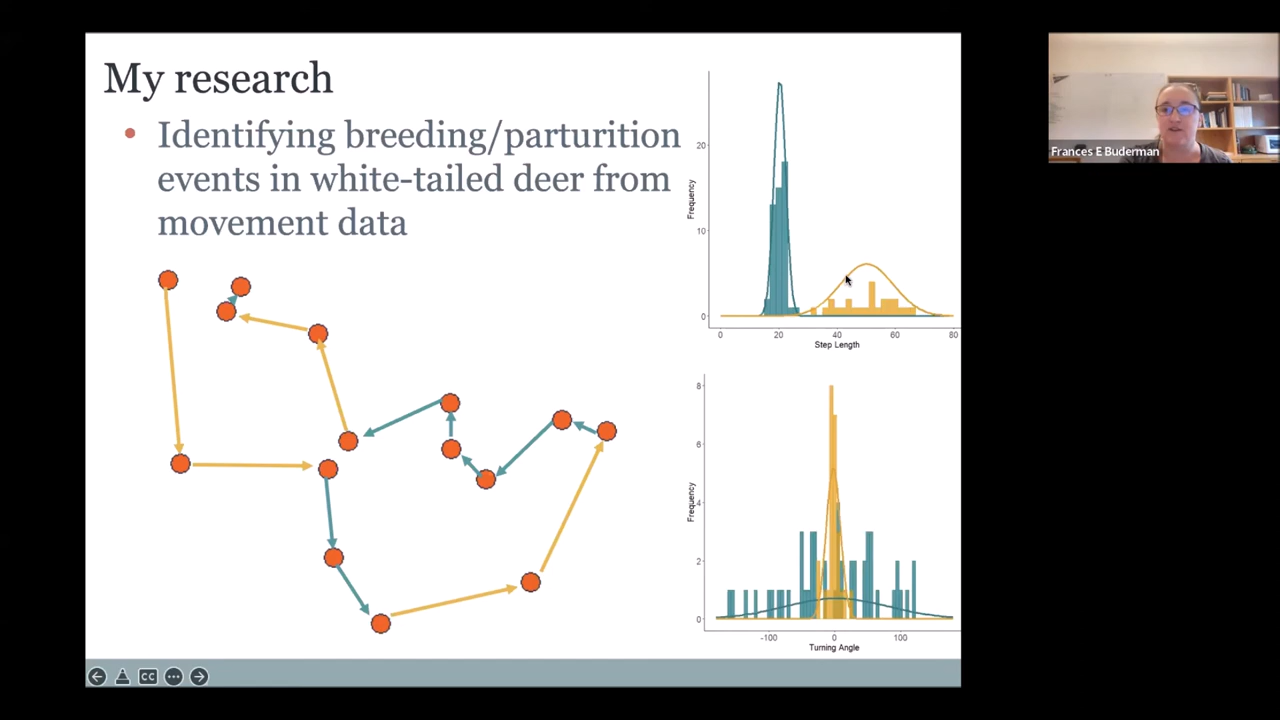 My research
• Identifying breeding/parturition
events in white-tailed deer from
movement data
Frequency
20
10
0
0 20 40 60 80
Step Length
Frequency
8
6
4
2
0
-100 0 100
Turning Angle
CC
Frances E Buderman